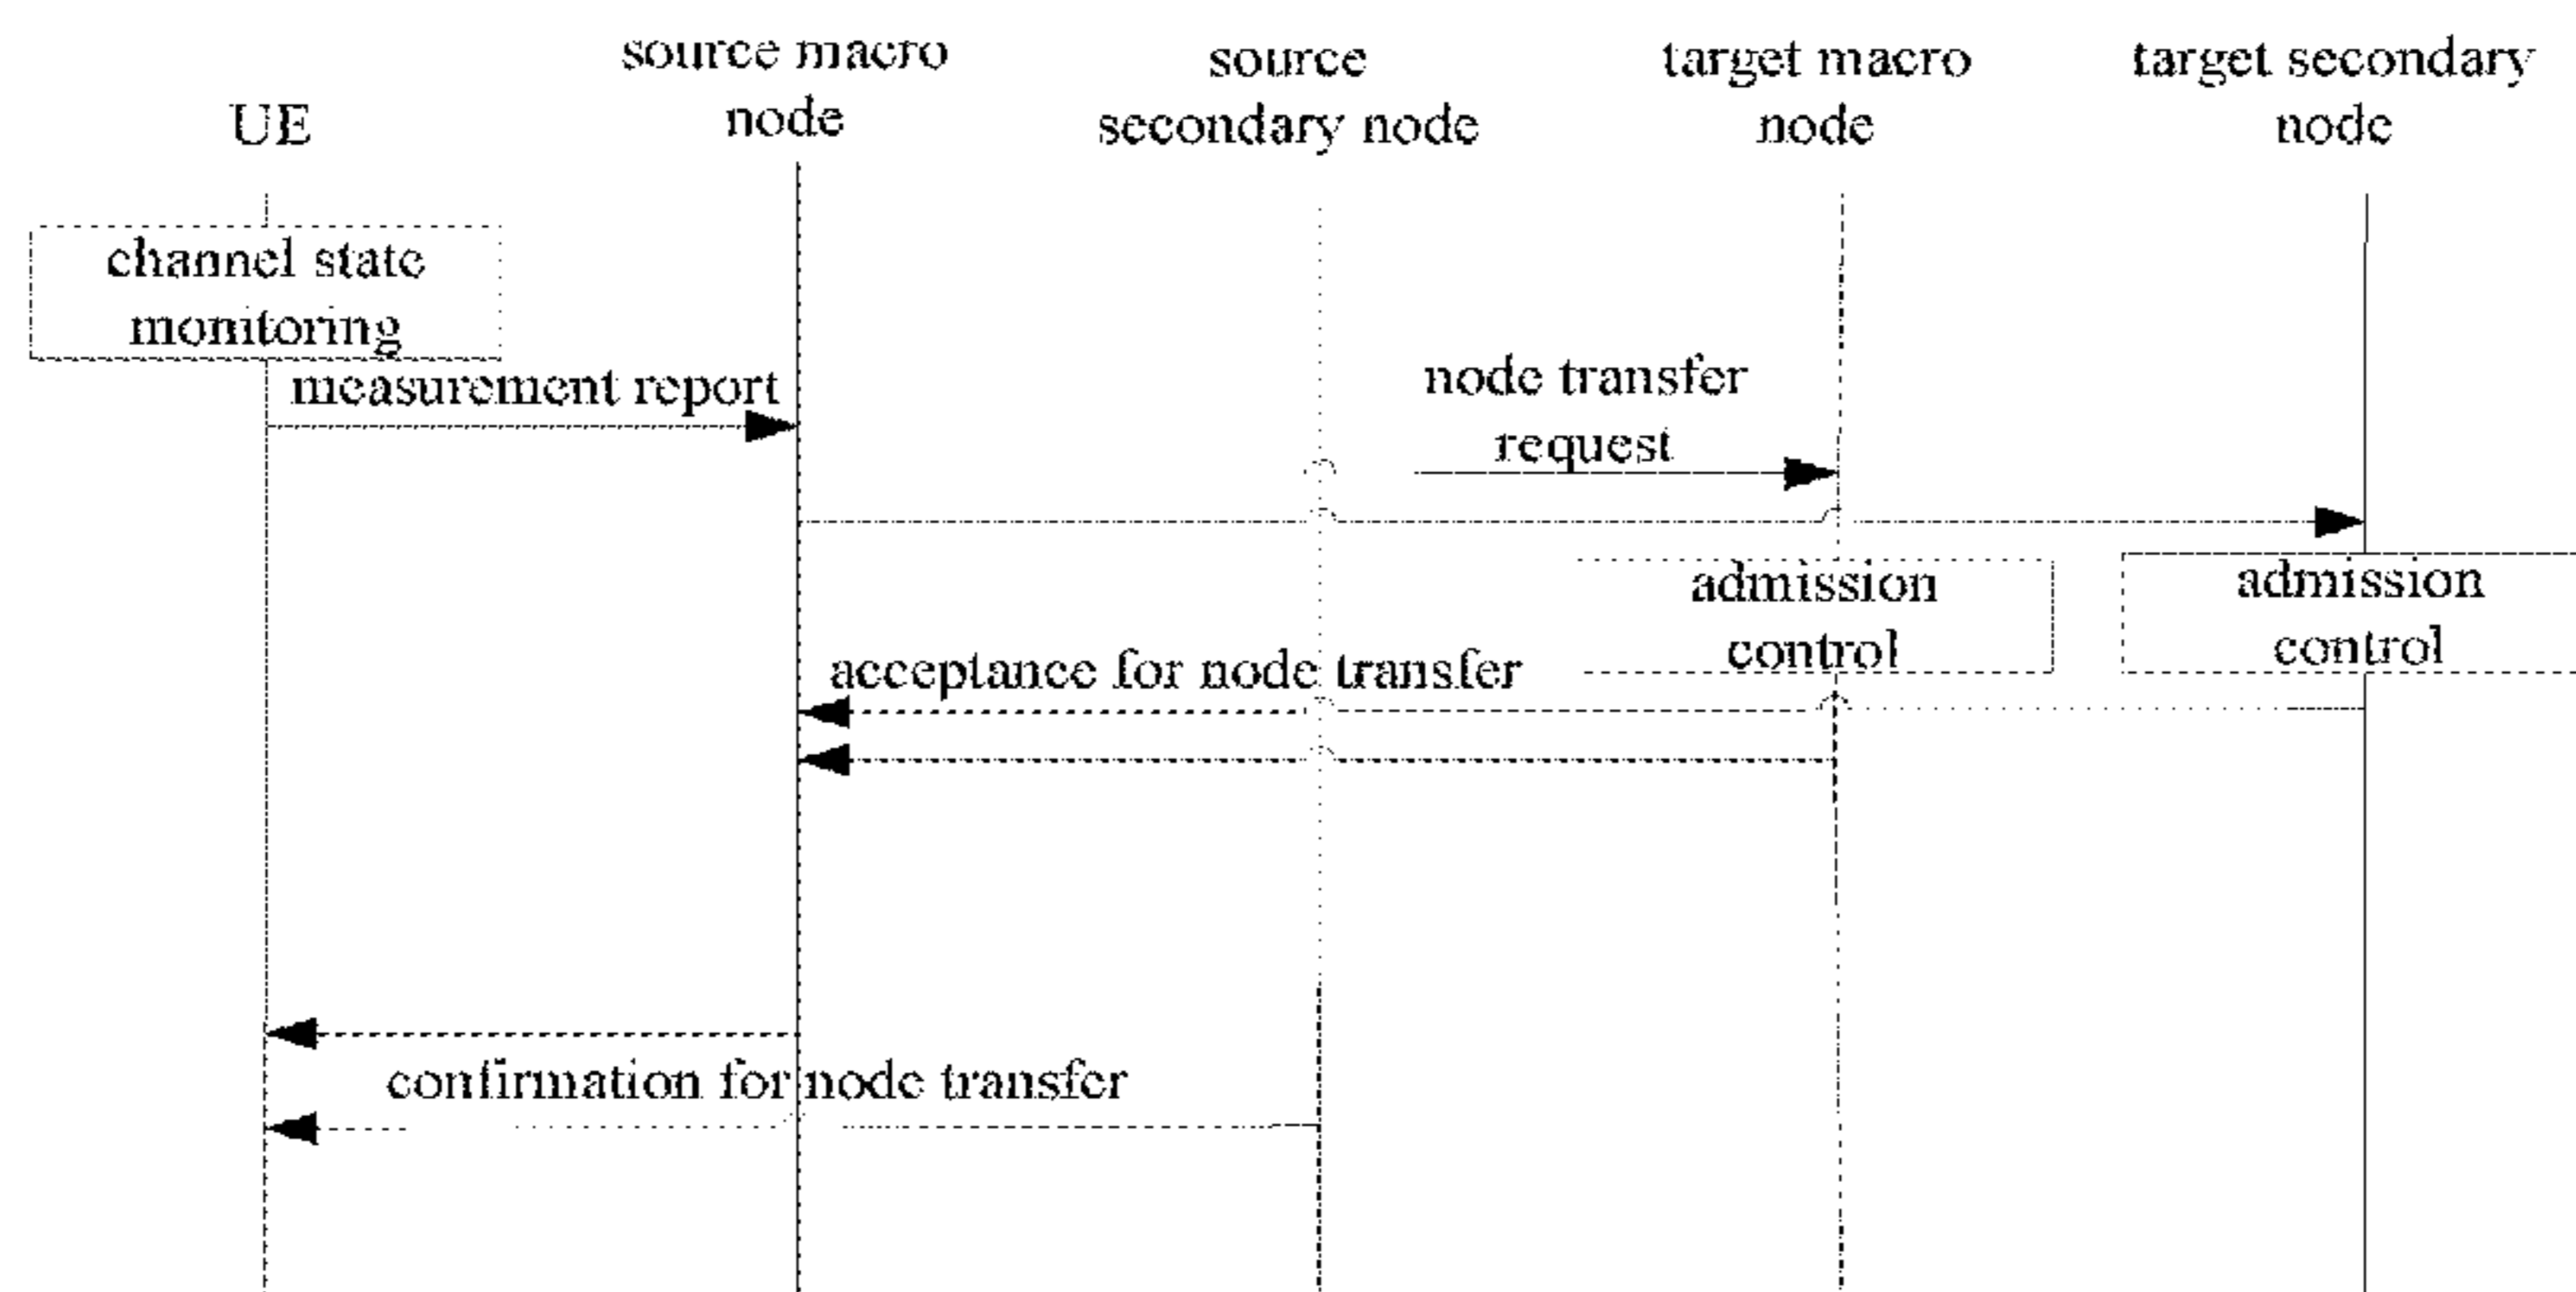 UE
source macro
node
source
secondary node
target macro
node
target secondary
node
channel state
monitoring
measurement report
node transfer
request
admission
control
admission
control
acceptance for node transfer
confirmation for node transfer